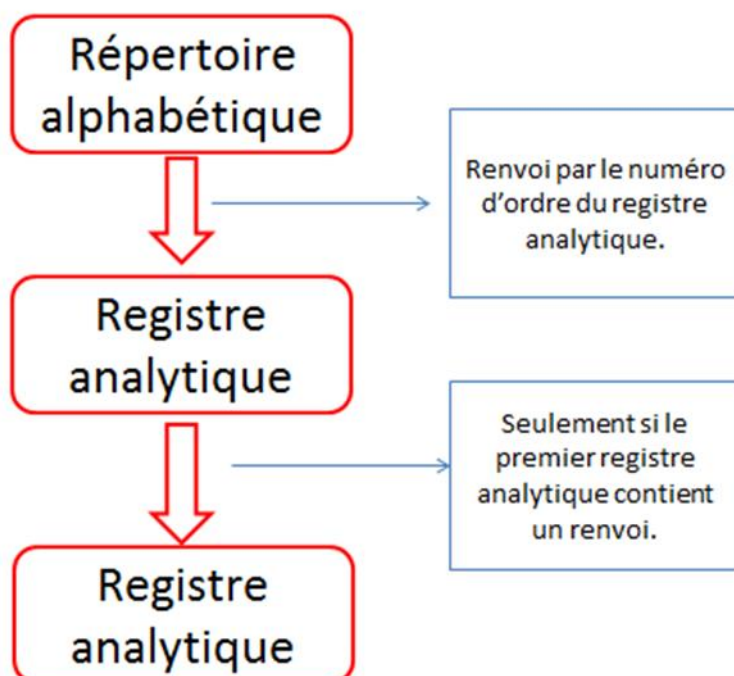 Répertoire
alphabétique
Renvoi par le numéro
d'ordre du registre
analytique.
Registre
analytique
Seulement si le
premier registre
analytique contient
un renvoi.
Registre
analytique